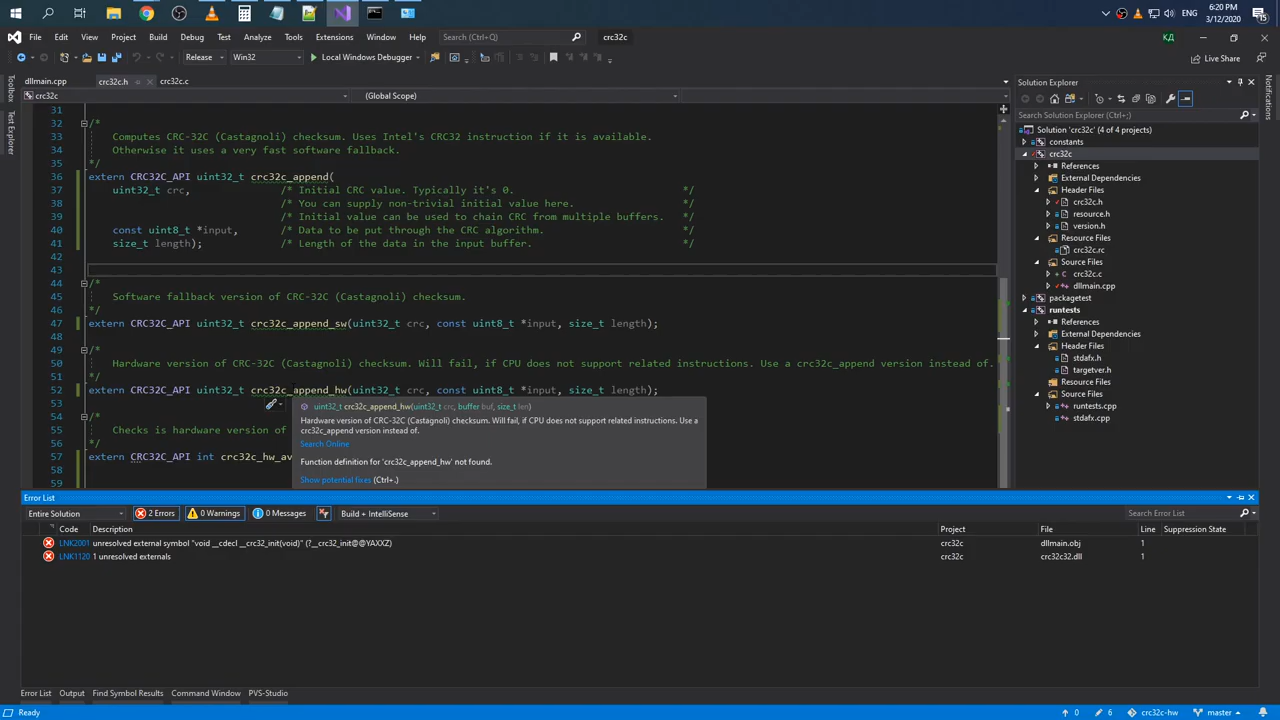 ENG
6:20 PM
3/12/2020
15
File Edit View Project Build Debug Test Analyze Tools Extensions Window Help
Search (Ctrl+Q)
crc32c
КД
Release
Win32
Local Windows Debugger
Live Share
Toolbox
Test Explorer
dllmain.cpp crc32c.h crc32c.c
crc32c
(Global Scope)
31
32 /*
33 Computes CRC-32C (Castagnoli) checksum. Uses Intel's CRC32 instruction if it is available.
34 Otherwise it uses a very fast software fallback.
35 */
36 extern CRC32C_API uint32_t crc32c_append(
37 uint32_t crc, /* Initial CRC value. Typically it's 0. */
38 /* You can supply non-trivial initial value here. */
39 /* Initial value can be used to chain CRC from multiple buffers. */
40 const uint8_t *input, /* Data to be put through the CRC algorithm. */
41 size_t length); /* Length of the data in the input buffer. */
42
43
44 /*
45 Software fallback version of CRC-32C (Castagnoli) checksum.
46 */
47 extern CRC32C_API uint32_t crc32c_append_sw(uint32_t crc, const uint8_t *input, size_t length);
48
49 /*
50 Hardware version of CRC-32C (Castagnoli) checksum. Will fail, if CPU does not support related instructions. Use a crc32c_append version instead of.
51 */
52 extern CRC32C_API uint32_t crc32c_append_hw(uint32_t crc, const uint8_t *input, size_t length);
53
54 /*
55 Checks is hardware version of
56 */
57 extern CRC32C_API int crc32c_hw_av
58
59
uint32_t crc32c_append_hw(uint32_t crc, buffer buf, size_t len)
Hardware version of CRC-32C (Castagnoli) checksum. Will fail, if CPU does not support related instructions. Use a
crc32c_append version instead of.
Search Online
Function definition for 'crc32c_append_hw' not found.
Show potential fixes (Ctrl+.)
Solution Explorer
Search Solution Explorer (Ctrl+;)
Solution 'crc32c' (4 of 4 projects)
constants
crc32c
References
External Dependencies
Header Files
crc32c.h
resource.h
version.h
Resource Files
crc32c.rc
Source Files
crc32c.c
dllmain.cpp
packagetest
runtests
References
External Dependencies
Header Files
stdafx.h
targetver.h
Resource Files
Source Files
runtests.cpp
stdafx.cpp
Notifications
Error List
Entire Solution
2 Errors
0 Warnings
0 Messages
Build + IntelliSense
Search Error List
Code Description Project File Line Suppression State
LNK2001 unresolved external symbol "void __cdecl __crc32_init(void)" (?__crc32_init@@YAXXZ) crc32c dllmain.obj 1
LNK1120 1 unresolved externals crc32c crc32c32.dll 1
Error List Output Find Symbol Results Command Window PVS-Studio
Ready
0
6
crc32c-hw
master